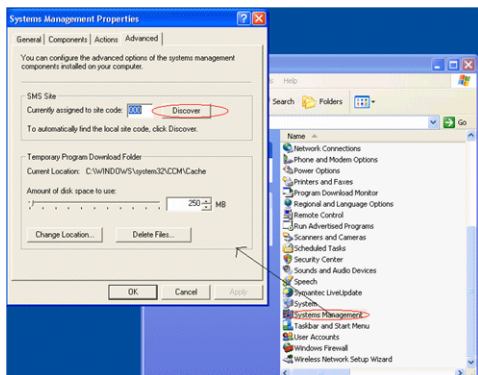 Systems Management Properties
General
Components
Actions
Advanced
You can configure the advanced options of the systems management
components installed on your computer.
SMS Site
Currently assigned to site code:
000
Discover
To automatically find the local site code, click Discover.
Temporary Program Download Folder
Current Location: C:\WINDOWS\system32\CCM\Cache
Amount of disk space to use:
250
MB
Change Location...
Delete Files...
OK
Cancel
Apply
Help
Search
Folders
Go
Name
Network Connections
Phone and Modem Options
Power Options
Printers and Faxes
Program Download Monitor
Regional and Language Options
Remote Control
Run Advertised Programs
Scanners and Cameras
Scheduled Tasks
Security Center
Sounds and Audio Devices
Speech
Symantec LiveUpdate
System
Systems Management
Taskbar and Start Menu
User Accounts
Windows Firewall
Wireless Network Setup Wizard